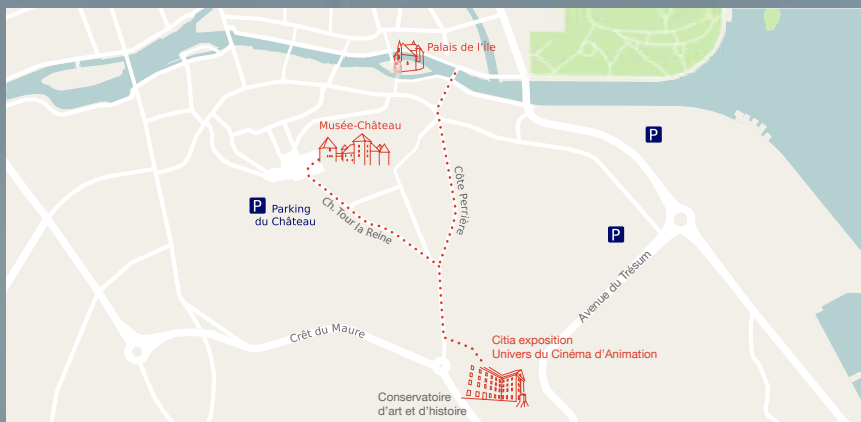 Palais de l'Île
Musée-Château
P
P Parking
du Château
Ch. Tour la Reine
Côte Perrière
P
Avenue du Trésum
Crêt du Maure
Citia exposition
Univers du Cinéma d'Animation
Conservatoire
d'art et d'histoire